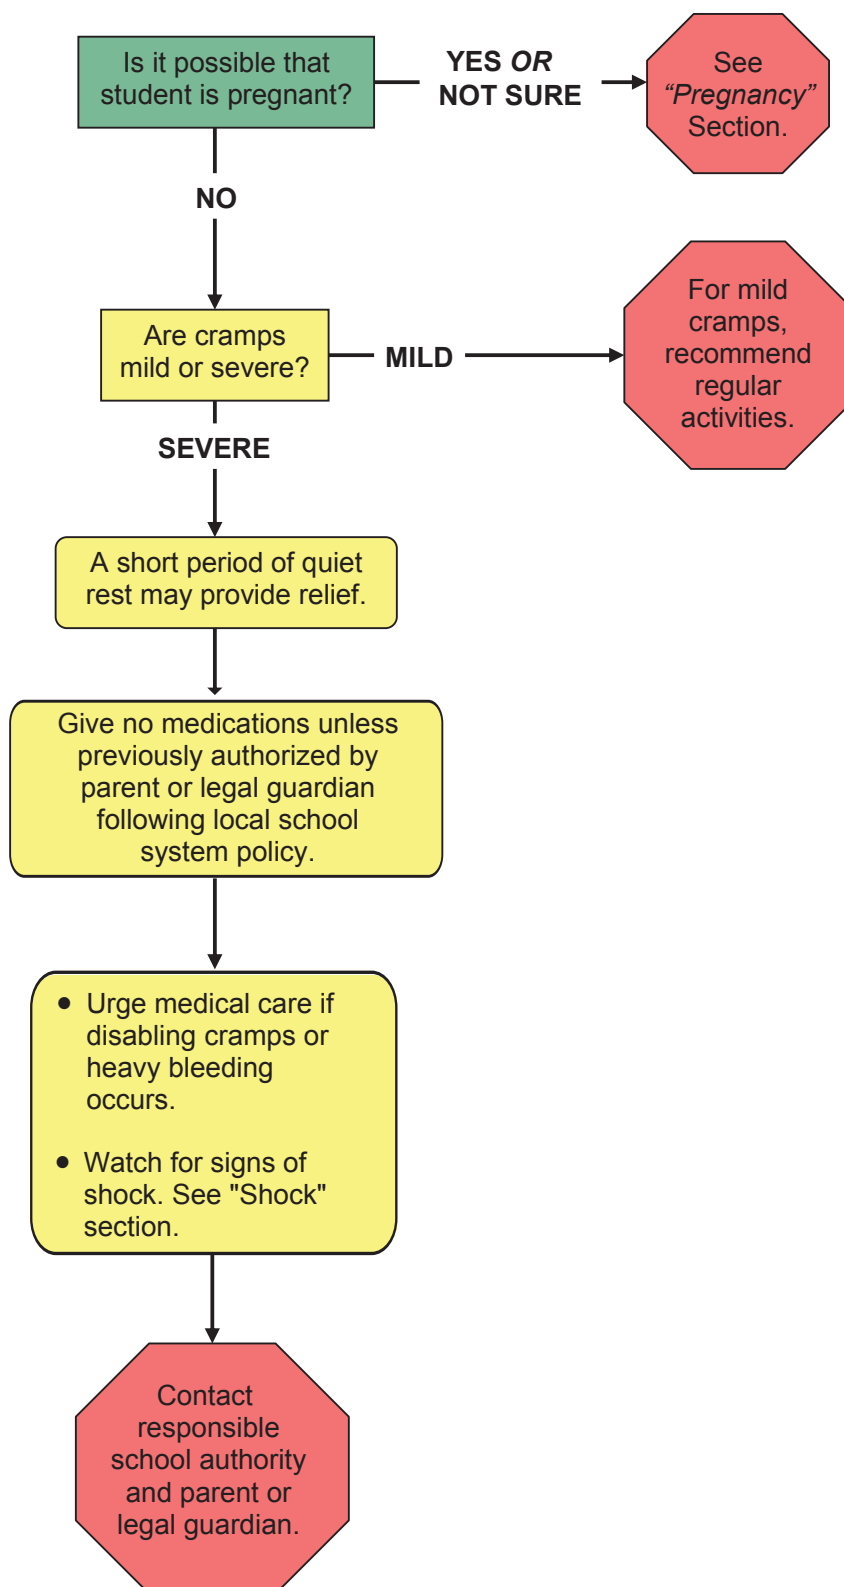 Is it possible that
student is pregnant?
YES OR
NOT SURE
See
“Pregnancy”
Section.
NO
Are cramps
mild or severe?
MILD
For mild
cramps,
recommend
regular
activities.
SEVERE
A short period of quiet
rest may provide relief.
Give no medications unless
previously authorized by
parent or legal guardian
following local school
system policy.
• Urge medical care if
disabling cramps or
heavy bleeding
occurs.
• Watch for signs of
shock. See "Shock"
section.
Contact
responsible
school authority
and parent or
legal guardian.